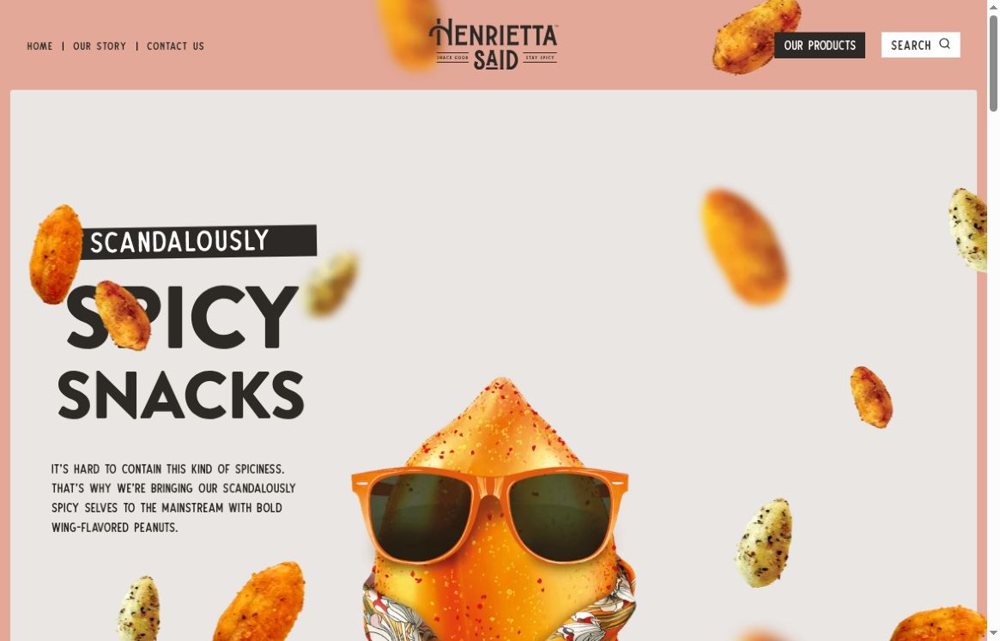 HOME | OUR STORY | CONTACT US
HENRIETTA
SNACK GOOD SAID STAY SPICY
OUR PRODUCTS
SEARCH
SCANDALOUSLY
SPICY
SNACKS
IT'S HARD TO CONTAIN THIS KIND OF SPICINESS.
THAT'S WHY WE'RE BRINGING OUR SCANDALOUSLY
SPICY SELVES TO THE MAINSTREAM WITH BOLD
WING-FLAVORED PEANUTS.